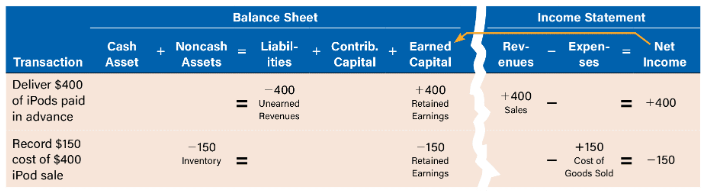 Balance Sheet Income Statement
Transaction Cash Asset + Noncash Assets = Liabil- ities + Contrib. Capital + Earned Capital Rev- enues – Expen- ses = Net Income
Deliver $400 −400 +400 +400
of iPods paid = Unearned Retained Sales – = +400
in advance Revenues Earnings
Record $150 −150 −150 +150
cost of $400 Inventory = Retained – Cost of = −150
iPod sale Earnings Goods Sold